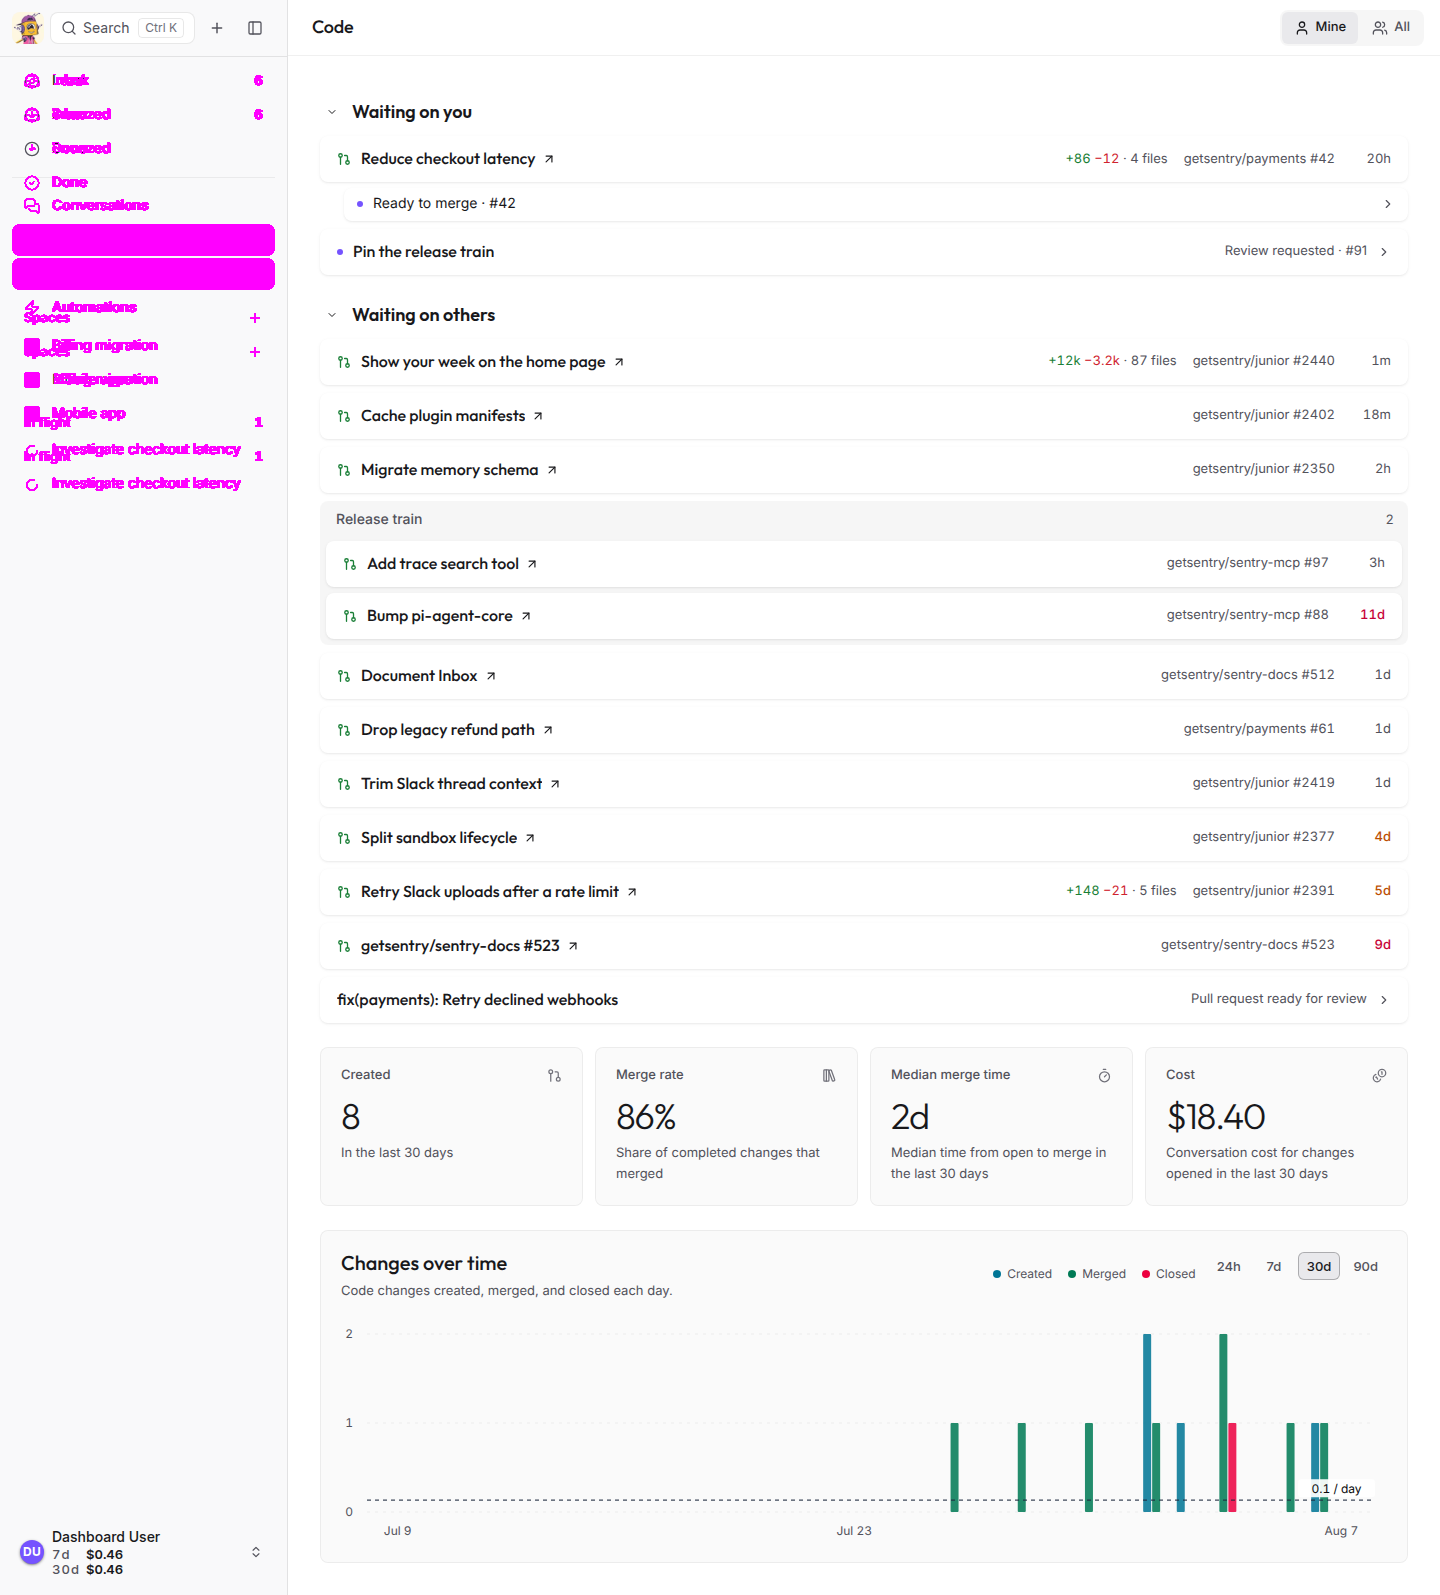 Search Ctrl K
Code
Mine All
6
6
Done
Conversations
Automations
Spaces
Spaces
Mobile app
In flight 1
Investigate checkout latency
In flight 1
Investigate checkout latency
Waiting on you
Reduce checkout latency +86 −12 · 4 files getsentry/payments #42 20h
Ready to merge · #42
Pin the release train Review requested · #91
Waiting on others
Show your week on the home page +12k −3.2k · 87 files getsentry/junior #2440 1m
Cache plugin manifests getsentry/junior #2402 18m
Migrate memory schema getsentry/junior #2350 2h
Release train 2
Add trace search tool getsentry/sentry-mcp #97 3h
Bump pi-agent-core getsentry/sentry-mcp #88 11d
Document Inbox getsentry/sentry-docs #512 1d
Drop legacy refund path getsentry/payments #61 1d
Trim Slack thread context getsentry/junior #2419 1d
Split sandbox lifecycle getsentry/junior #2377 4d
Retry Slack uploads after a rate limit +148 −21 · 5 files getsentry/junior #2391 5d
getsentry/sentry-docs #523 getsentry/sentry-docs #523 9d
fix(payments): Retry declined webhooks Pull request ready for review
Created
8
In the last 30 days
Merge rate
86%
Share of completed changes that
merged
Median merge time
2d
Median time from open to merge in
the last 30 days
Cost
$18.40
Conversation cost for changes
opened in the last 30 days
Changes over time
Code changes created, merged, and closed each day.
Created Merged Closed 24h 7d 30d 90d
2
1
0
0.1 / day
Jul 9 Jul 23 Aug 7
DU
Dashboard User
7d $0.46
30d $0.46